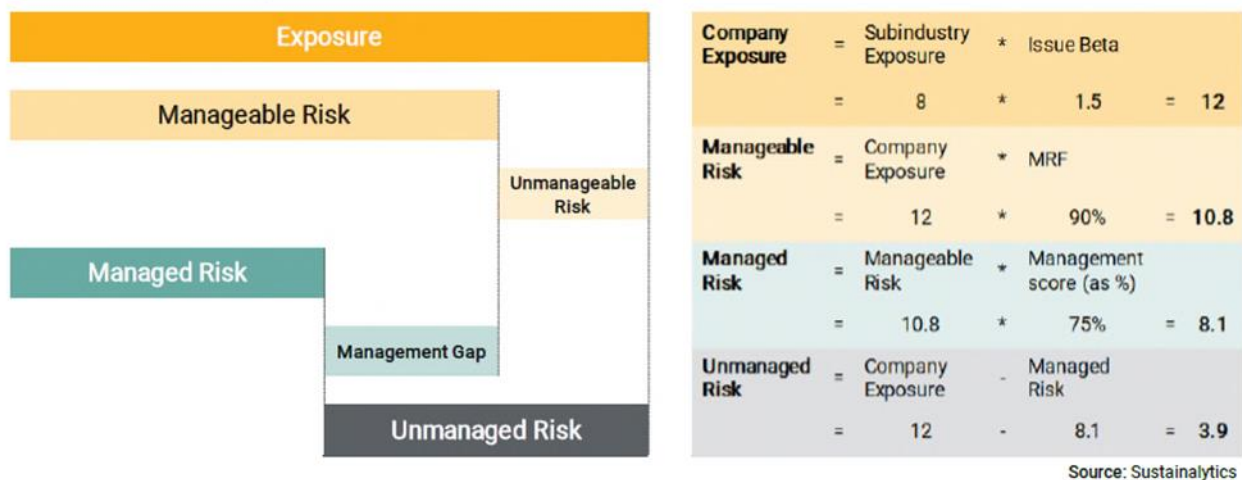 Exposure
Manageable Risk
Unmanageable
Risk
Managed Risk
Management Gap
Unmanaged Risk
Company Exposure = Subindustry Exposure * Issue Beta
= 8 * 1.5 = 12
Manageable Risk = Company Exposure * MRF
= 12 * 90% = 10.8
Managed Risk = Manageable Risk * Management score (as %)
= 10.8 * 75% = 8.1
Unmanaged Risk = Company Exposure - Managed Risk
= 12 - 8.1 = 3.9
Source: Sustainalytics